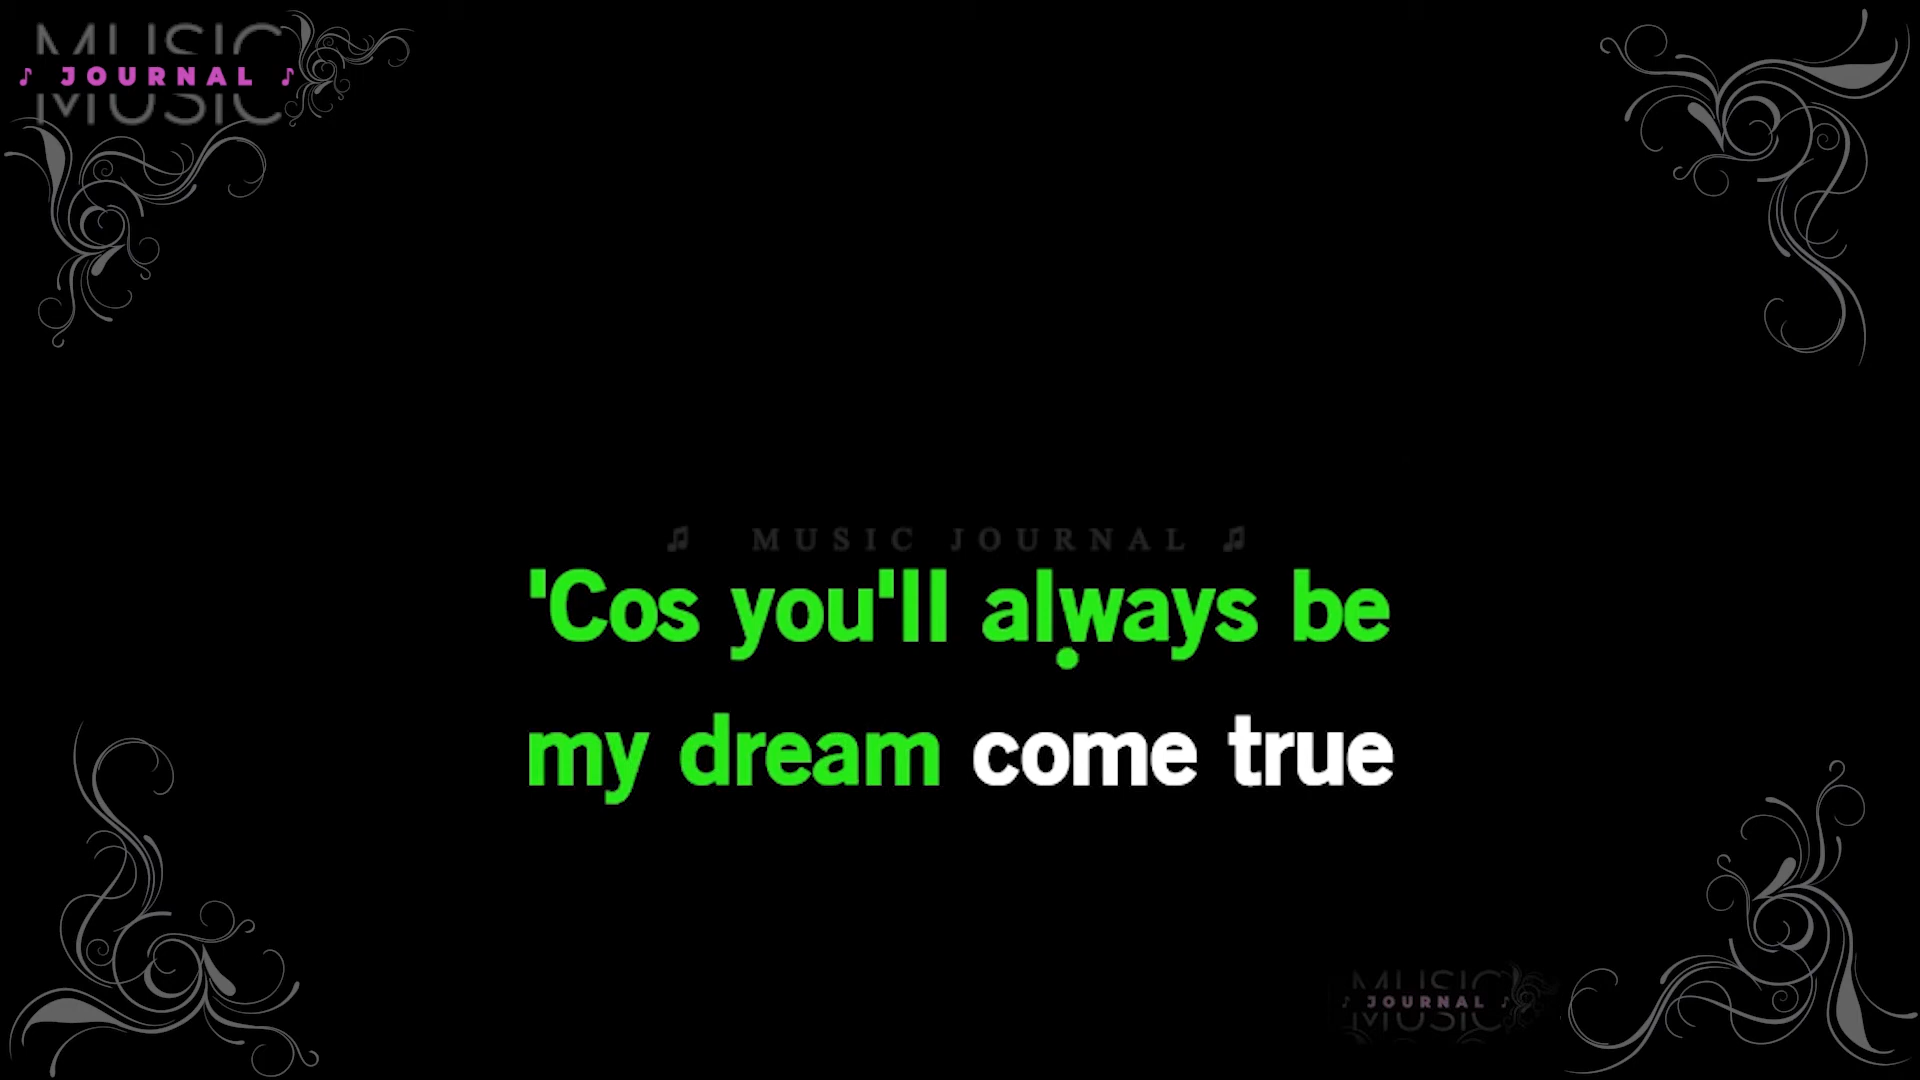 MUSIC
♪ JOURNAL ♪
MUSIC
♫ MUSIC JOURNAL ♫
'Cos you'll always be
my dream come true
MUSIC
♪ JOURNAL ♪
MUSIC